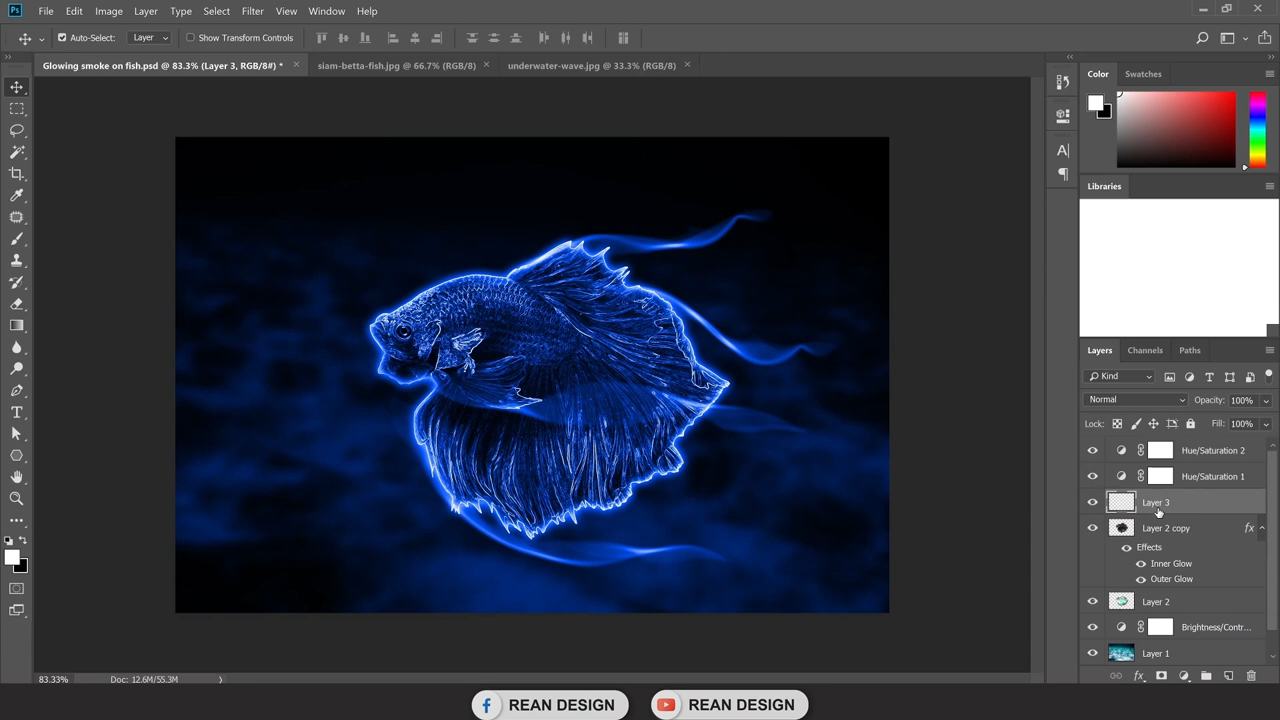 Ps File Edit Image Layer Type Select Filter View Window Help
Auto-Select: Layer Show Transform Controls
Glowing smoke on fish.psd @ 83.3% (Layer 3, RGB/8#) * siam-betta-fish.jpg @ 66.7% (RGB/8) underwater-wave.jpg @ 33.3% (RGB/8)
Color Swatches
Libraries
Layers Channels Paths
Kind
Normal Opacity: 100%
Lock: Fill: 100%
Hue/Saturation 2
Hue/Saturation 1
Layer 3
Layer 2 copy fx
Effects
Inner Glow
Outer Glow
Layer 2
Brightness/Contr...
Layer 1
83.33% Doc: 12.6M/55.3M
REAN DESIGN REAN DESIGN